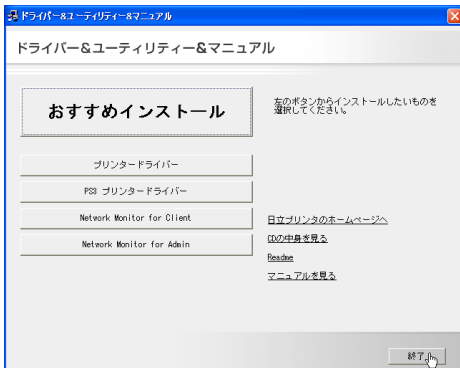 ドライバー&ユーティリティー&マニュアル
ドライバー&ユーティリティー&マニュアル
おすすめインストール
左のボタンからインストールしたいものを
選択してください。
プリンタードライバー
PS3 プリンタードライバー
Network Monitor for Client
Network Monitor for Admin
日立プリンタのホームページへ
CDの中身を見る
Readme
マニュアルを見る
終了